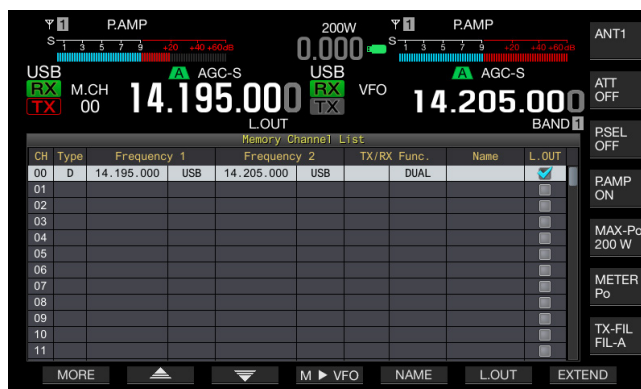 1 P.AMP 200W 1 P.AMP
S 1 3 5 7 9 +20 +40 +60dB 0.000 S 1 3 5 7 9 +20 +40 +60dB
USB A AGC-S USB A AGC-S
RX M.CH 14.195.000 RX VFO 14.205.000
TX 00 TX
L.OUT BAND 1
Memory Channel List
CH Type Frequency 1 Frequency 2 TX/RX Func. Name L.OUT
00 D 14.195.000 USB 14.205.000 USB DUAL
01
02
03
04
05
06
07
08
09
10
11
MORE M ► VFO NAME L.OUT EXTEND
ANT1
ATT
OFF
P.SEL
OFF
P.AMP
ON
MAX-Po
200 W
METER
Po
TX-FIL
FIL-A